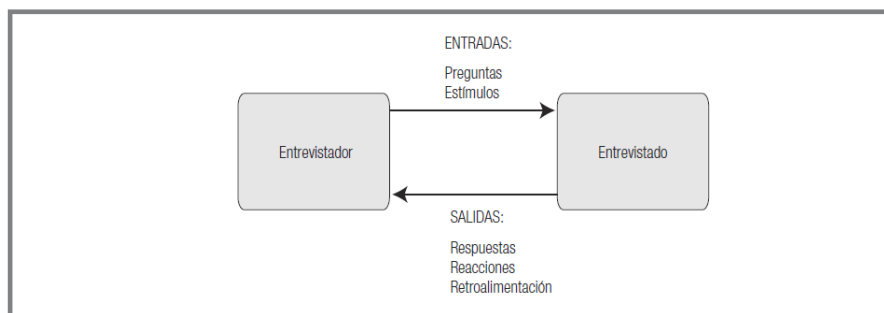 ENTRADAS:
Preguntas
Estímulos
Entrevistador
Entrevistado
SALIDAS:
Respuestas
Reacciones
Retroalimentación